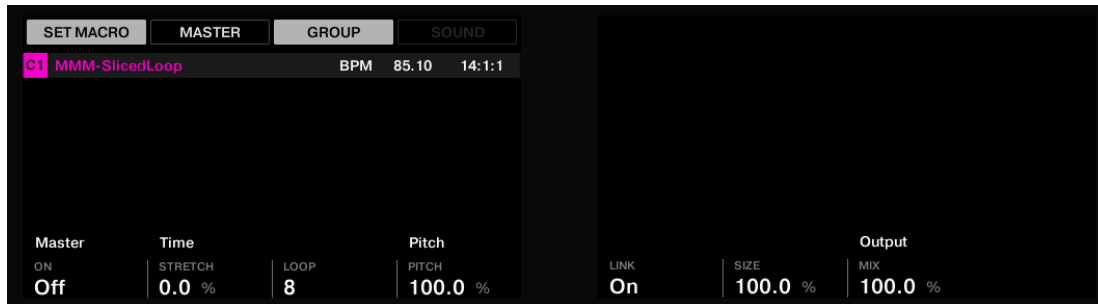 SET MACRO MASTER GROUP SOUND
C1 MMM-SlicedLoop BPM 85.10 14:1:1
Master Time Pitch Output
ON STRETCH LOOP PITCH LINK SIZE MIX
Off 0.0 % 8 100.0 % On 100.0 % 100.0 %